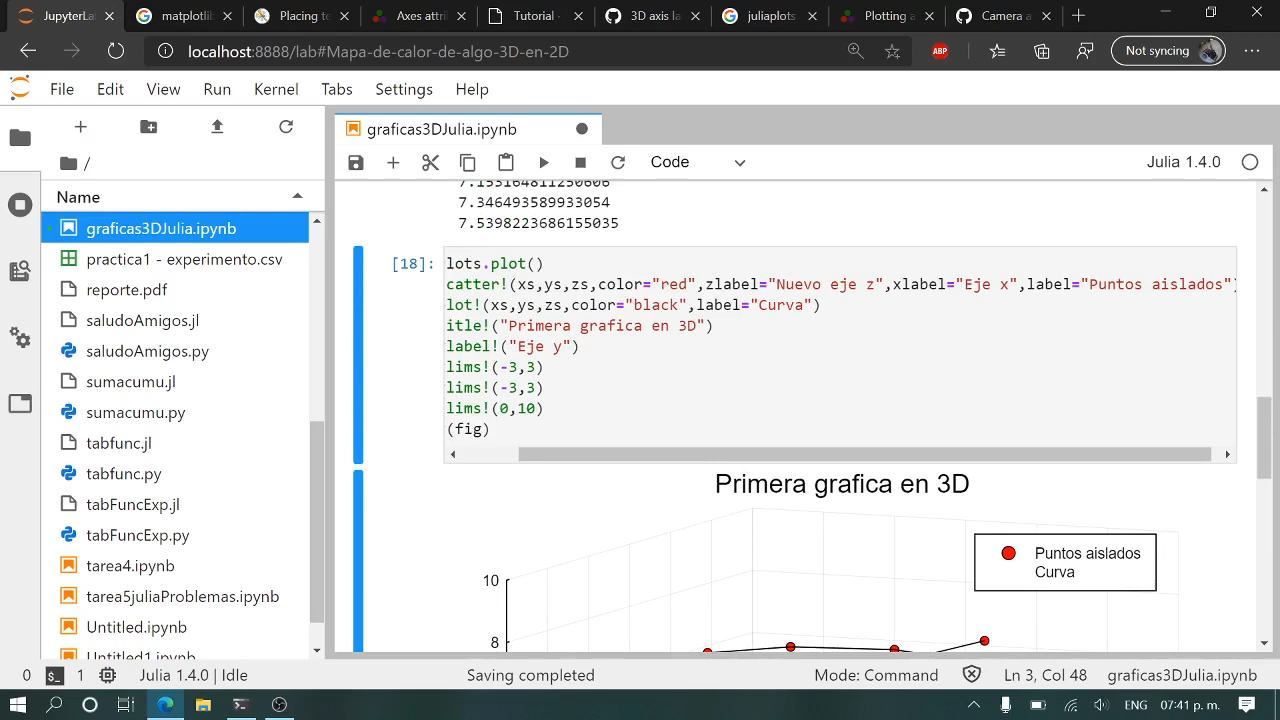 JupyterLa
matplotlib
Placing te
Axes attri
Tutorial -
3D axis la
juliaplots
Plotting a
Camera a
localhost:8888/lab#Mapa-de-calor-de-algo-3D-en-2D
ABP
Not syncing
File Edit View Run Kernel Tabs Settings Help
graficas3DJulia.ipynb
/
Code
Julia 1.4.0
Name
graficas3DJulia.ipynb
practica1 - experimento.csv
reporte.pdf
saludoAmigos.jl
saludoAmigos.py
sumacumu.jl
sumacumu.py
tabfunc.jl
tabfunc.py
tabFuncExp.jl
tabFuncExp.py
tarea4.ipynb
tarea5juliaProblemas.ipynb
Untitled.ipynb
Untitled1.ipynb
7.153164811250606
7.346493589933054
7.5398223686155035
[18]:
lots.plot()
catter!(xs,ys,zs,color="red",zlabel="Nuevo eje z",xlabel="Eje x",label="Puntos aislados")
lot!(xs,ys,zs,color="black",label="Curva")
itle!("Primera grafica en 3D")
label!("Eje y")
lims!(-3,3)
lims!(-3,3)
lims!(0,10)
(fig)
Primera grafica en 3D
Puntos aislados
Curva
10
8
0 $_ 1 Julia 1.4.0 | Idle
Saving completed
Mode: Command
Ln 3, Col 48
graficas3DJulia.ipynb
ENG
07:41 p. m.